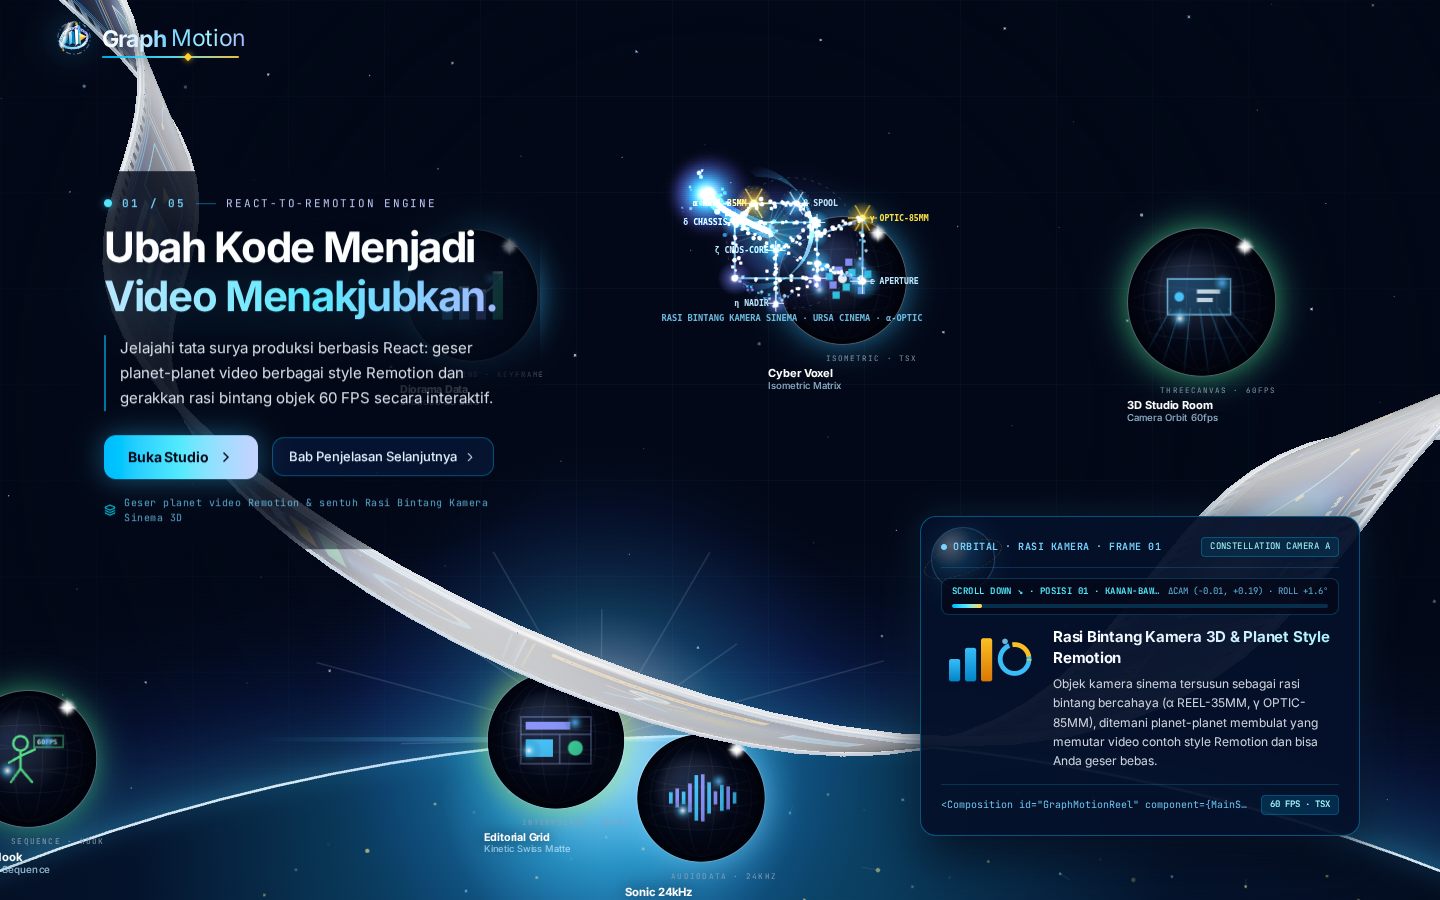 Graph Motion
01 / 05 — REACT-TO-REMOTION ENGINE
Ubah Kode Menjadi
Video Menakjubkan.
Jelajahi tata surya produksi berbasis React: geser
planet-planet video berbagai style Remotion dan
gerakkan rasi bintang objek 60 FPS secara interaktif.
Buka Studio
Bab Penjelasan Selanjutnya
Geser planet video Remotion & sentuh Rasi Bintang Kamera
Sinema 3D
· KEYFRAME
Diorama Data
85MM
SPOOL
δ CHASSIS
γ OPTIC-85MM
ζ CMOS-CORE
ε APERTURE
η NADIR
RASI BINTANG KAMERA SINEMA · URSA CINEMA · α-OPTIC
ISOMETRIC · TSX
Cyber Voxel
Isometric Matrix
THREECANVAS · 60FPS
3D Studio Room
Camera Orbit 60fps
ORBITAL · RASI KAMERA · FRAME 01
CONSTELLATION CAMERA A
SCROLL DOWN ↘ · POSISI 01 · KANAN-BAW…
ΔCAM (-0.01, +0.19) · ROLL +1.6°
Rasi Bintang Kamera 3D & Planet Style
Remotion
Objek kamera sinema tersusun sebagai rasi
bintang bercahaya (α REEL-35MM, γ OPTIC-
85MM), ditemani planet-planet membulat yang
memutar video contoh style Remotion dan bisa
Anda geser bebas.
<Composition id="GraphMotionReel" component={MainS…
60 FPS · TSX
60FPS
SEQUENCE · HOOK
Hook
Sequence
Editorial Grid
Kinetic Swiss Matte
AUDIODATA · 24KHZ
Sonic 24kHz